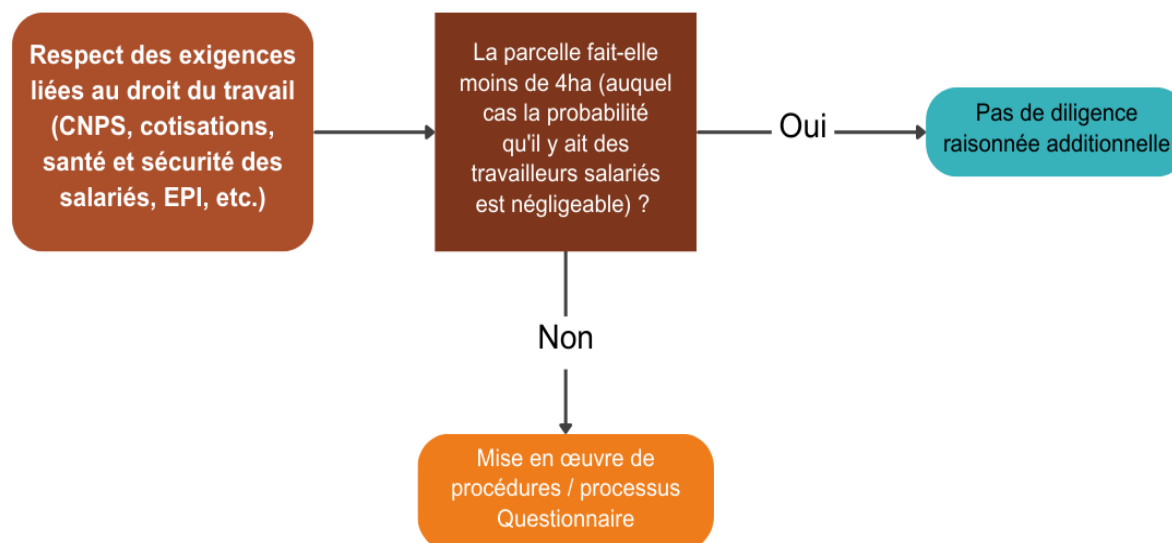 Respect des exigences
liées au droit du travail
(CNPS, cotisations,
santé et sécurité des
salariés, EPI, etc.)
La parcelle fait-elle
moins de 4ha (auquel
cas la probabilité
qu'il y ait des
travailleurs salariés
est négligeable) ?
Oui
Pas de diligence
raisonnée additionnelle
Non
Mise en œuvre de
procédures / processus
Questionnaire